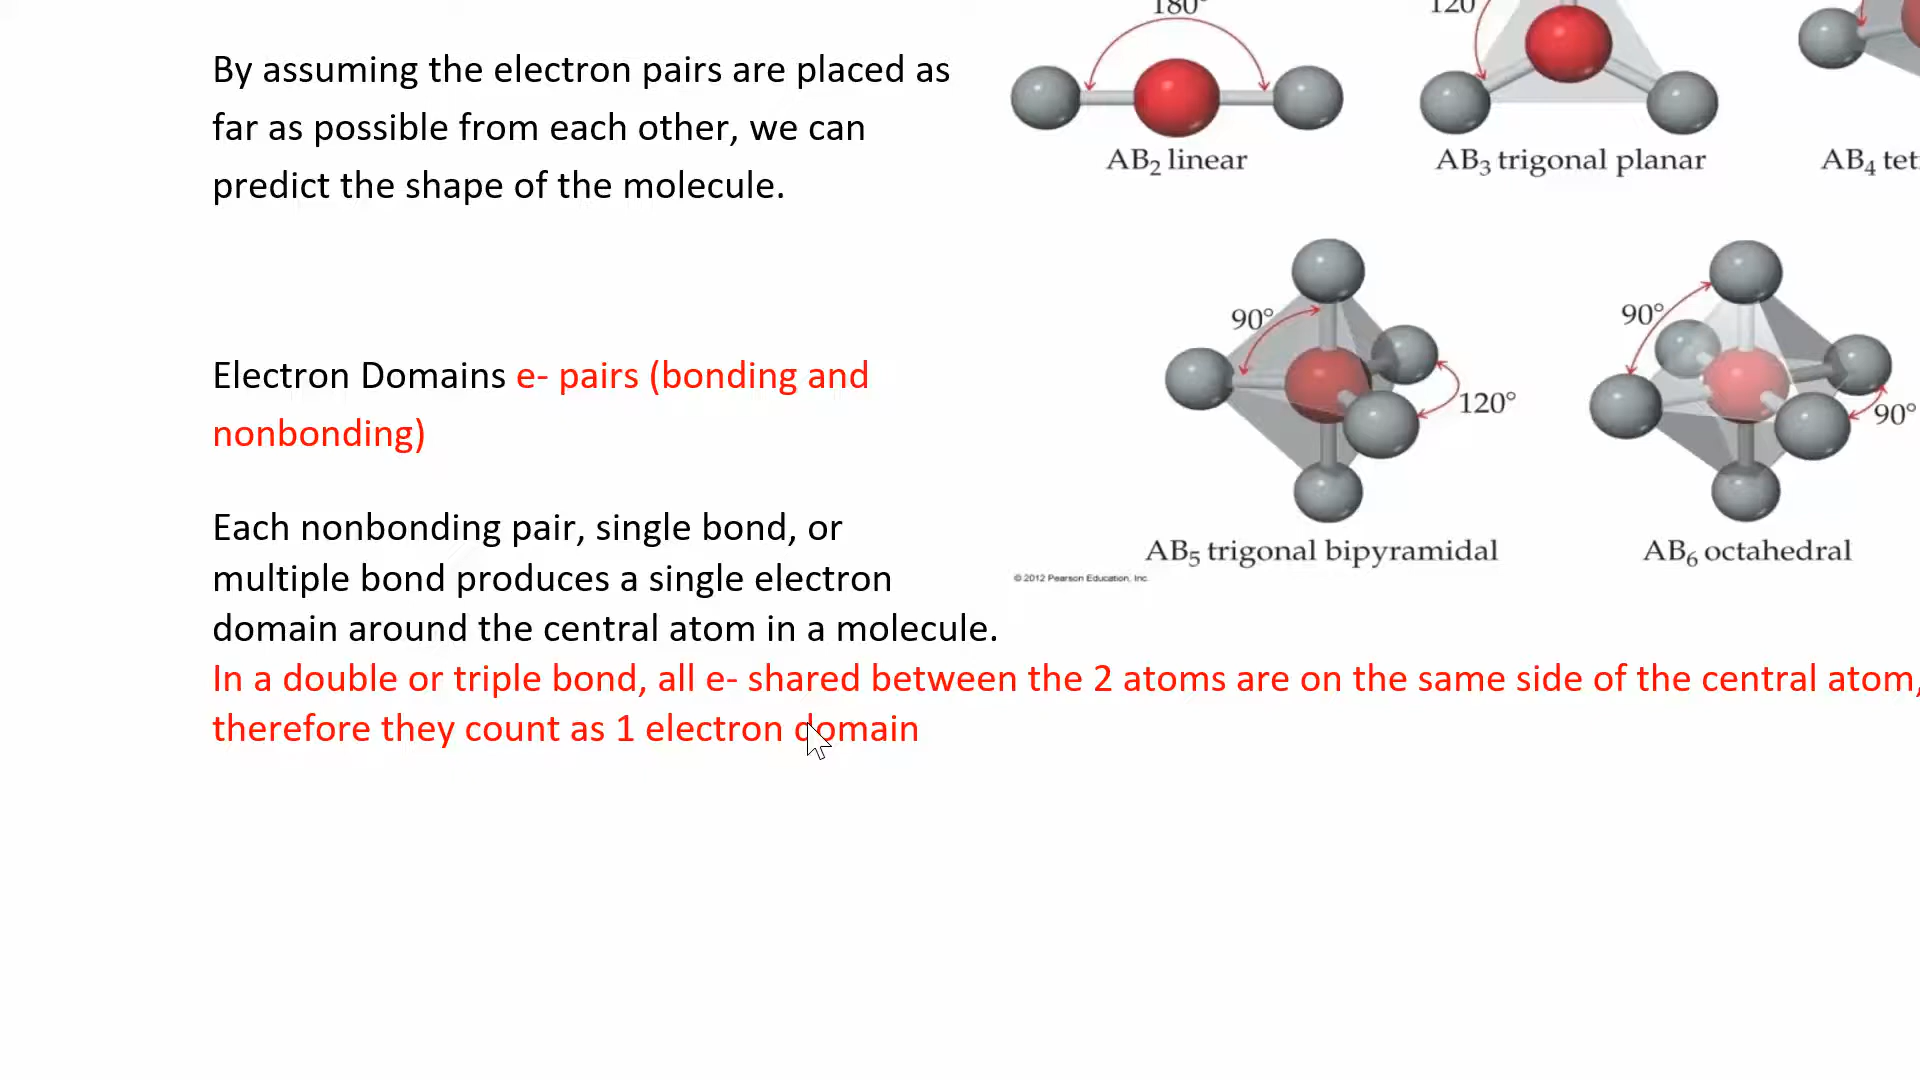 By assuming the electron pairs are placed as
far as possible from each other, we can
predict the shape of the molecule.
Electron Domains e- pairs (bonding and
nonbonding)
Each nonbonding pair, single bond, or
multiple bond produces a single electron
domain around the central atom in a molecule.
In a double or triple bond, all e- shared between the 2 atoms are on the same side of the central atom,
therefore they count as 1 electron domain
180°
AB₂ linear
120
AB₃ trigonal planar
AB₄ tet
90°
120°
AB₅ trigonal bipyramidal
90°
90°
AB₆ octahedral
© 2012 Pearson Education, Inc.